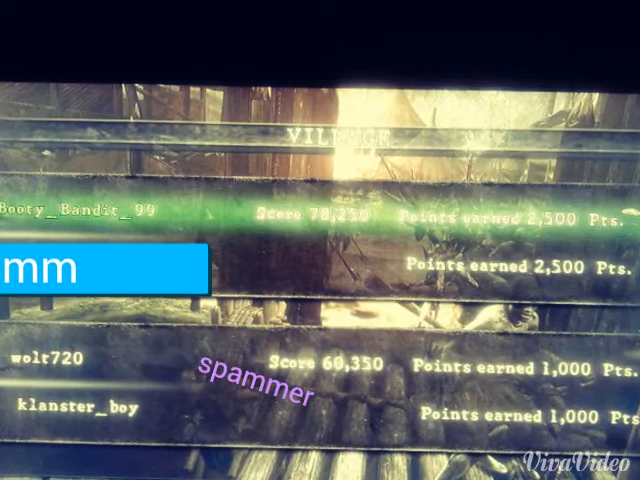 VILLAGE
Booty_Bandit_99 Score 78,250 Points earned 2,500 Pts.
mm Points earned 2,500 Pts.
wolt720 Score 60,350 Points earned 1,000 Pts.
spammer
klanster_boy Points earned 1,000 Pts
VivaVideo